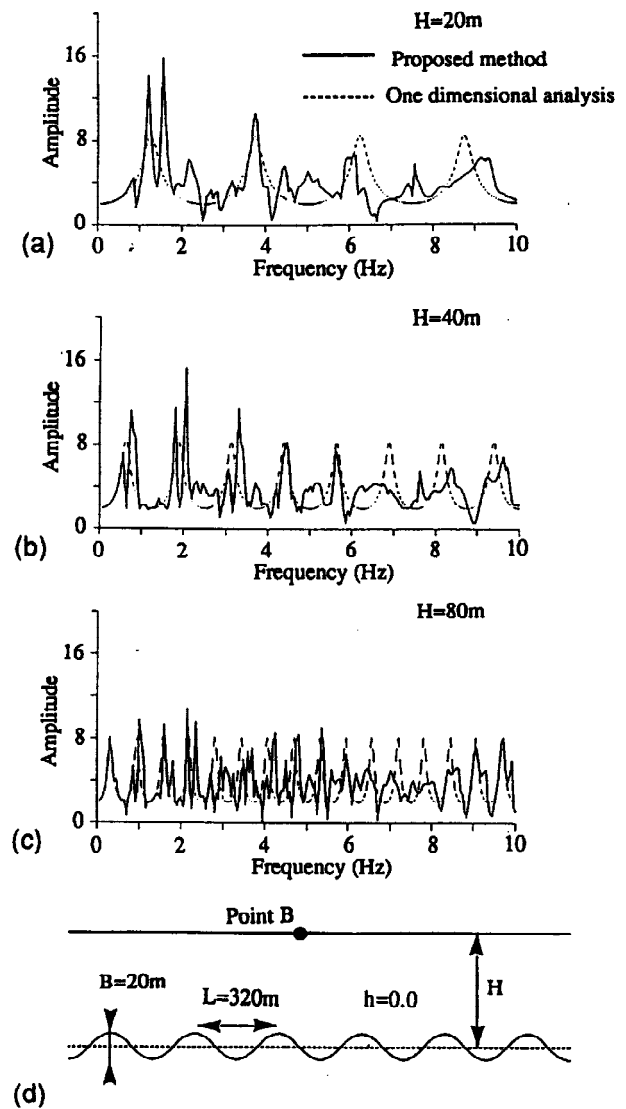 H=20m
16
Proposed method
One dimensional analysis
Amplitude
8
0
(a)
0 2 4 6 8 10
Frequency (Hz)
H=40m
16
Amplitude
8
0
(b)
0 2 4 6 8 10
Frequency (Hz)
H=80m
16
Amplitude
8
0
(c)
0 2 4 6 8 10
Frequency (Hz)
Point B
B=20m
L=320m
h=0.0
H
(d)